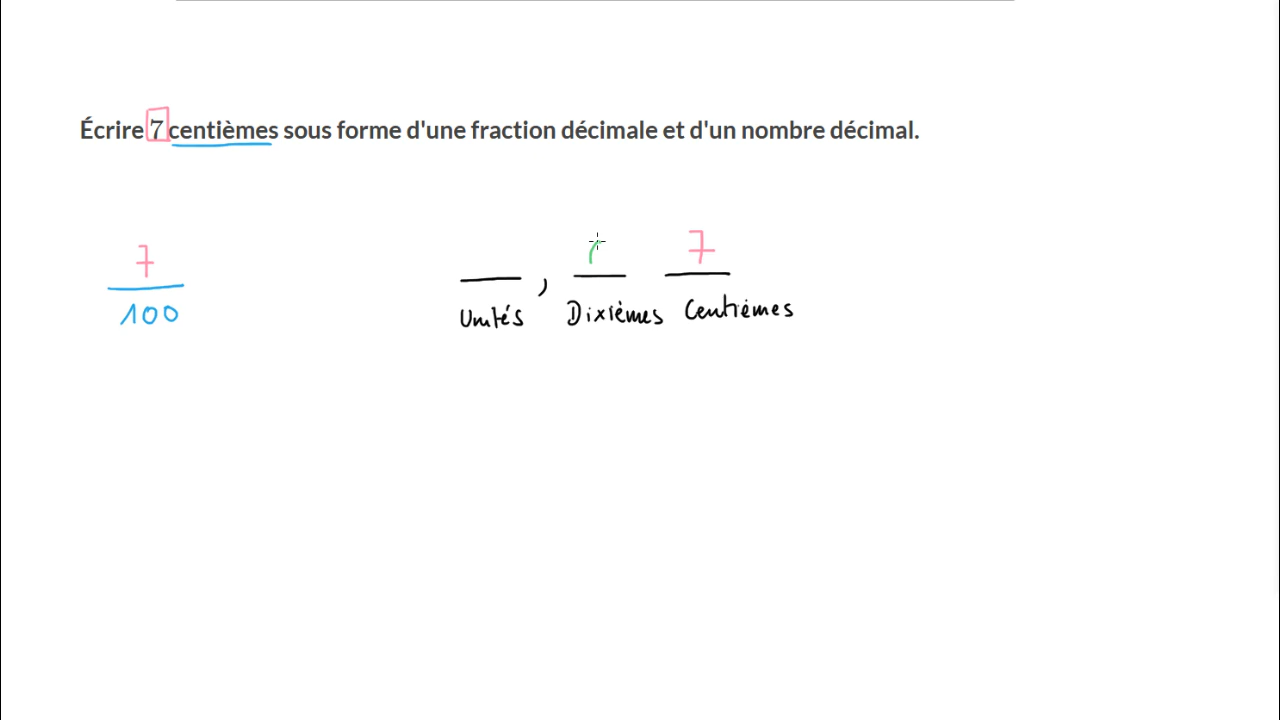 Écrire 7 centièmes sous forme d'une fraction décimale et d'un nombre décimal.
7
100
7
,
Unités Dixièmes Centièmes